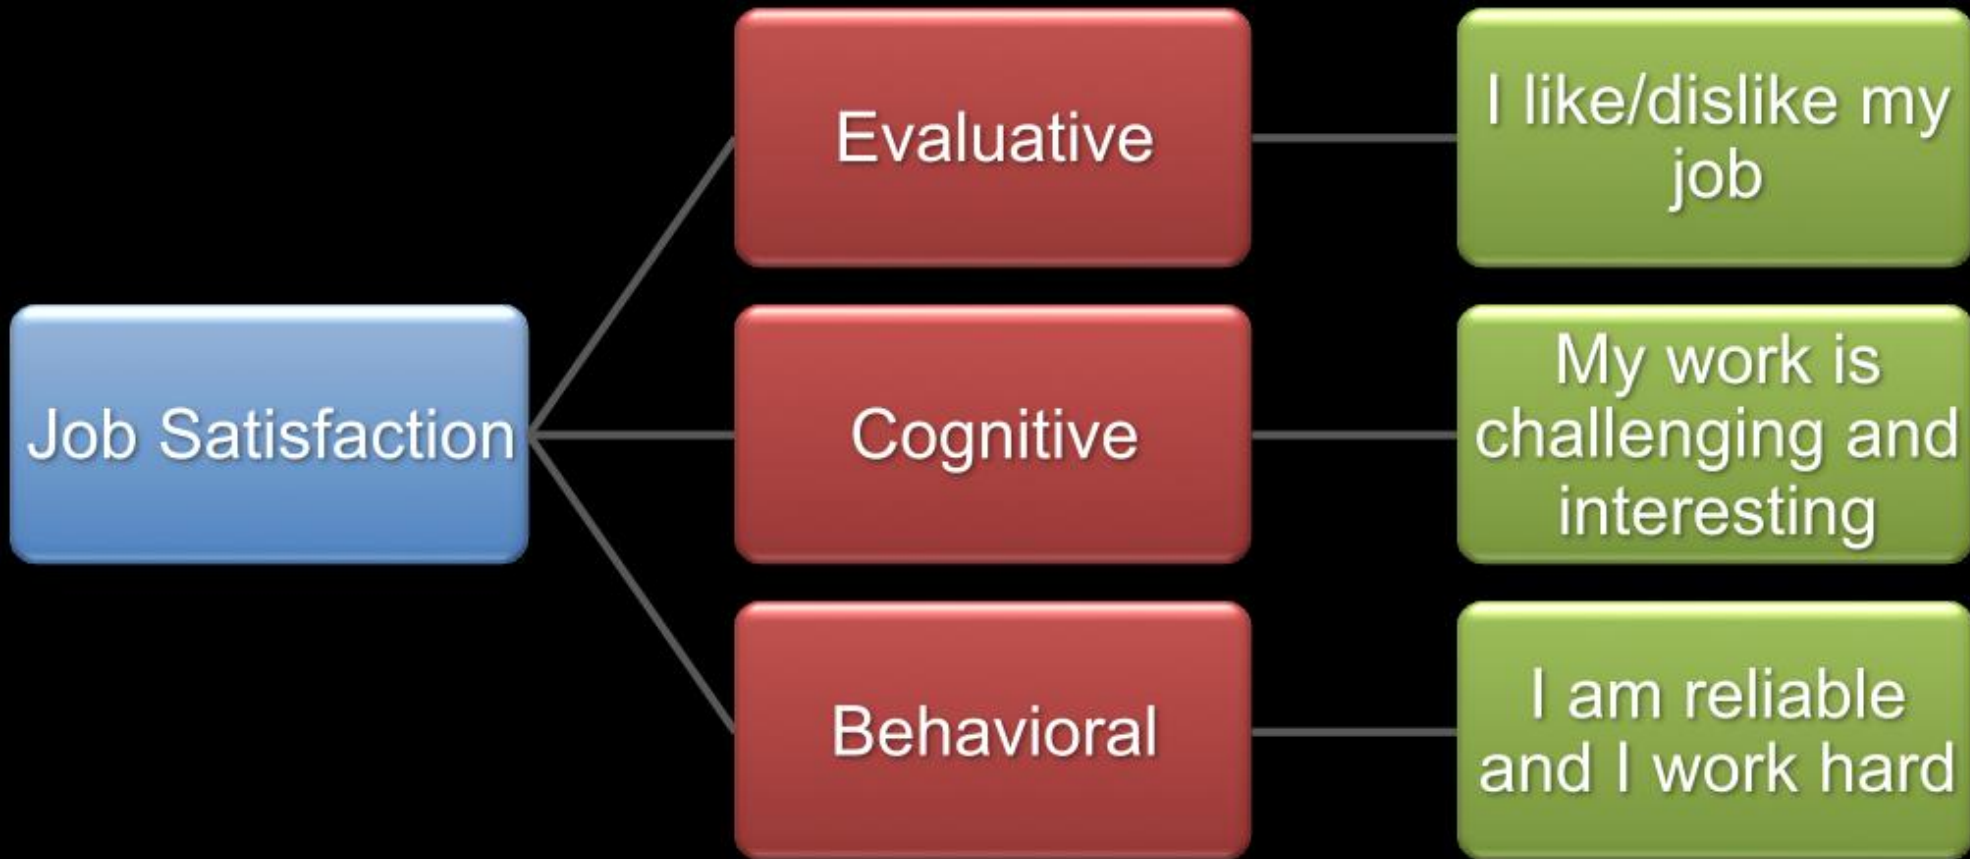 Job Satisfaction
Evaluative
I like/dislike my
job
Cognitive
My work is
challenging and
interesting
Behavioral
I am reliable
and I work hard